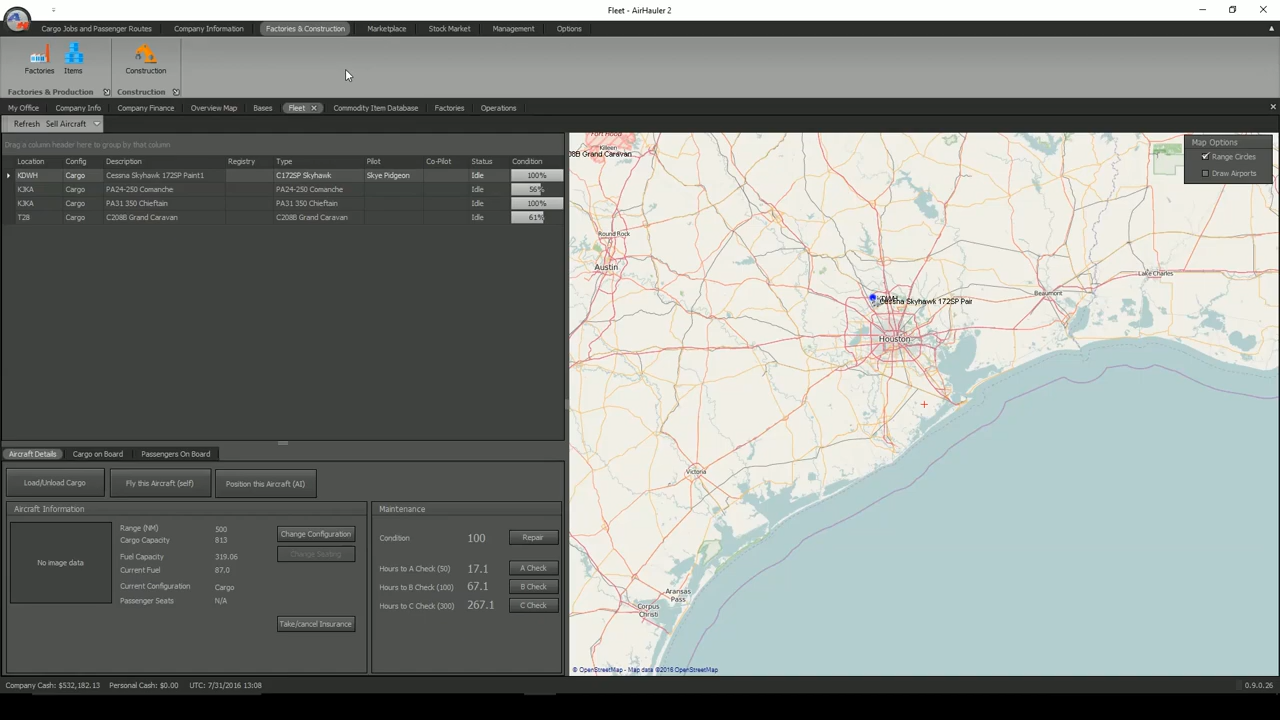 Fleet - AirHauler 2
Cargo Jobs and Passenger Routes Company Information Factories & Construction Marketplace Stock Market Management Options
Factories Items Construction
Factories & Production Construction
My Office Company Info Company Finance Overview Map Bases Fleet Commodity Item Database Factories Operations
Refresh Sell Aircraft
Drag a column header here to group by that column
Location Config Description Registry Type Pilot Co-Pilot Status Condition
KDWH Cargo Cessna Skyhawk 172SP Paint1 C172SP Skyhawk Skye Pidgeon Idle 100%
KJKA Cargo PA24-250 Comanche PA24-250 Comanche Idle 56%
KJKA Cargo PA31 350 Chieftain PA31 350 Chieftain Idle 100%
T28 Cargo C208B Grand Caravan C208B Grand Caravan Idle 61%
Map Options
Range Circles
Draw Airports
Fort Hood
Killeen
08B Grand Caravan
Round Rock
Austin
Lake Charles
Beaumont
KDWH
Cessna Skyhawk 172SP Pair
Houston
Victoria
Aransas
Pass
Corpus
Christi
© OpenStreetMap - Map data ©2016 OpenStreetMap
Aircraft Details Cargo on Board Passengers On Board
Load/Unload Cargo Fly this Aircraft (self) Position this Aircraft (AI)
Aircraft Information
No image data
Range (NM) 500
Cargo Capacity 813
Fuel Capacity 319.06
Current Fuel 87.0
Current Configuration Cargo
Passenger Seats N/A
Change Configuration
Change Seating
Take/cancel Insurance
Maintenance
Condition 100 Repair
Hours to A Check (50) 17.1 A Check
Hours to B Check (100) 67.1 B Check
Hours to C Check (300) 267.1 C Check
Company Cash: $532,182.13 Personal Cash: $0.00 UTC: 7/31/2016 13:08 0.9.0.26